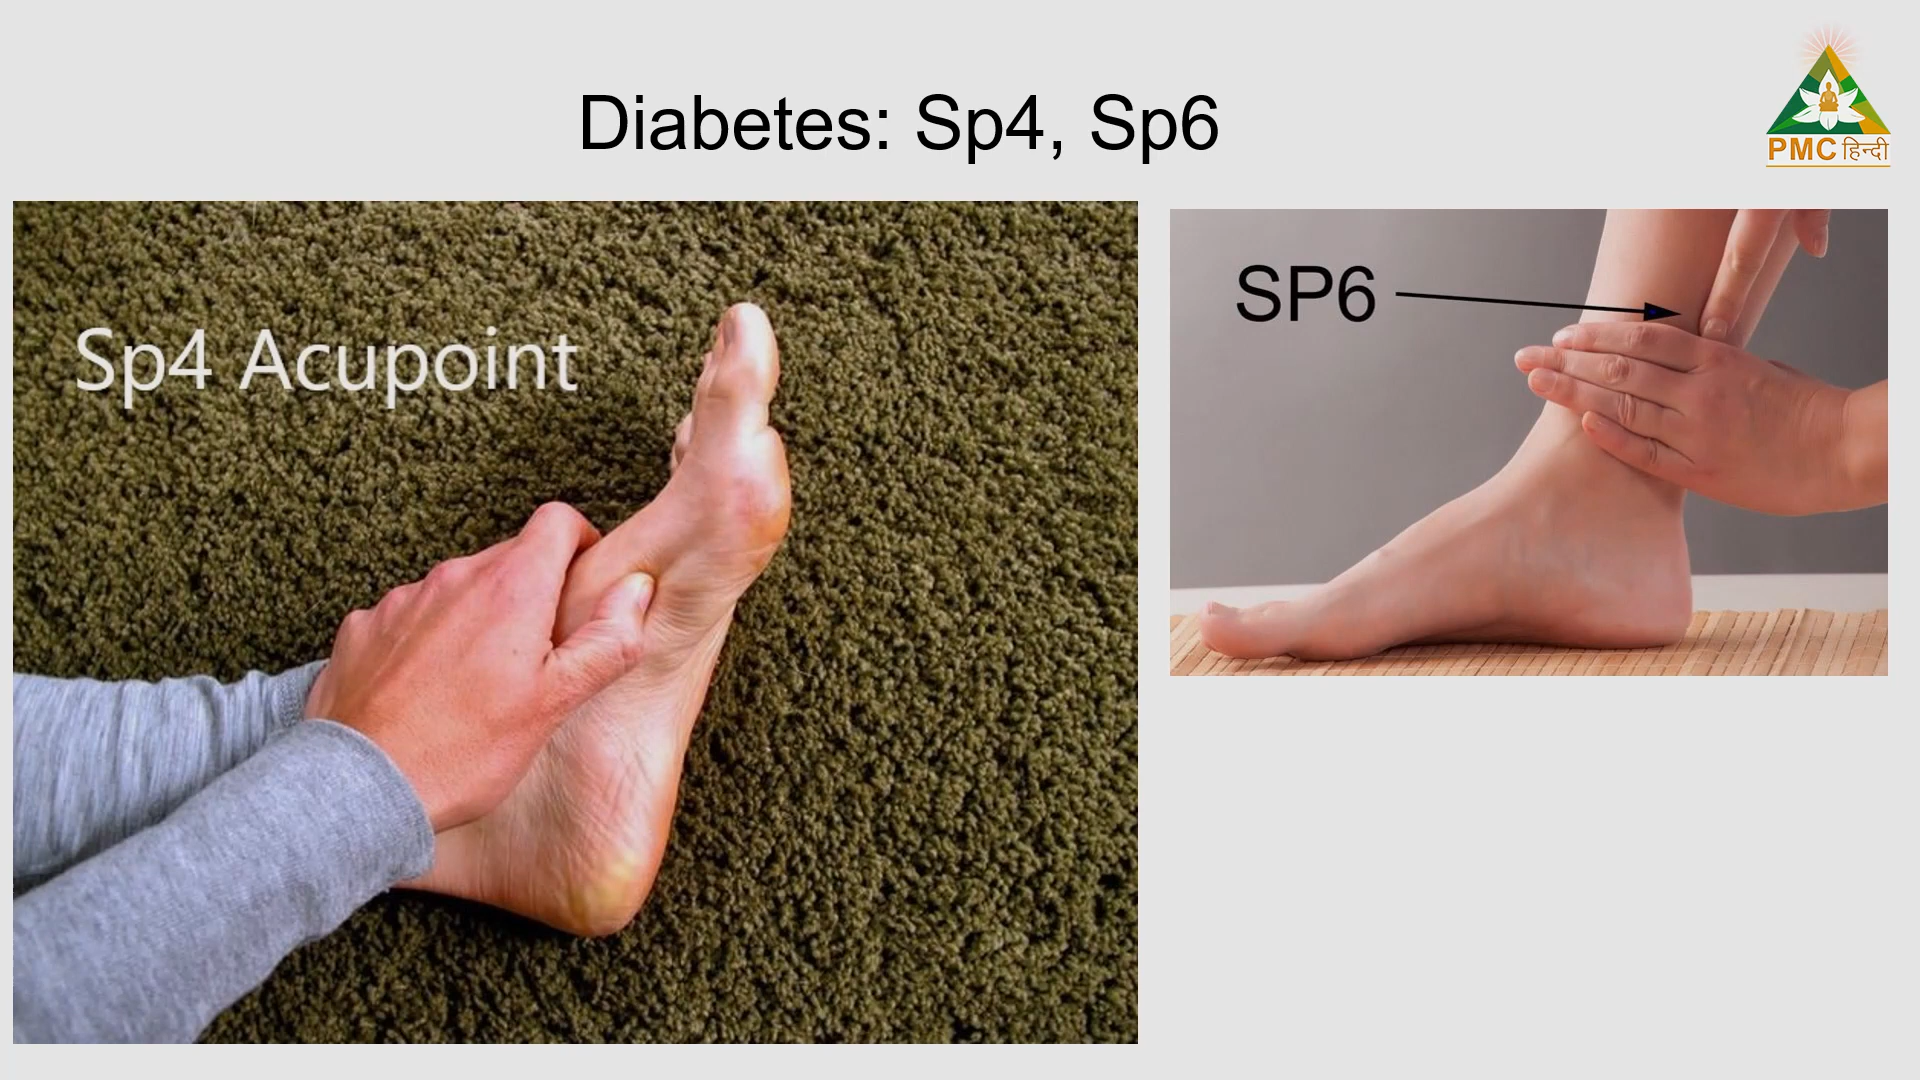 Diabetes: Sp4, Sp6
PMC हिन्दी
Sp4 Acupoint
SP6